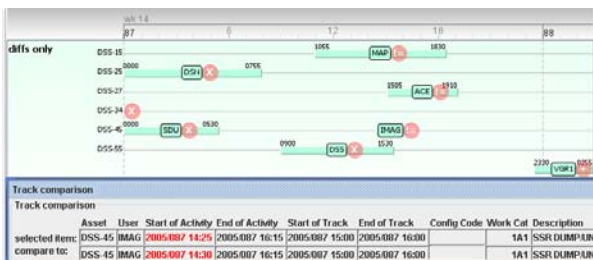 wk 14
87 6 12 18 88
diffs only
DSS-15 1055 MAP != 1830
DSS-25 0000 DSN X 0755
DSS-27 1505 ACE != 1910
DSS-34 X
DSS-45 0000 SDU X 0530 IMAG !=
DSS-55 0900 DSS X 1530
2330 VGR1 0255
Track comparison
Track comparison
Asset User Start of Activity End of Activity Start of Track End of Track Config Code Work Cat Description
selected item: DSS-45 IMAG 2005/087 14:25 2005/087 16:15 2005/087 15:00 2005/087 16:00 1A1 SSR DUMP/UN
compare to: DSS-45 IMAG 2005/087 14:30 2005/087 16:15 2005/087 15:00 2005/087 16:00 1A1 SSR DUMP/UN